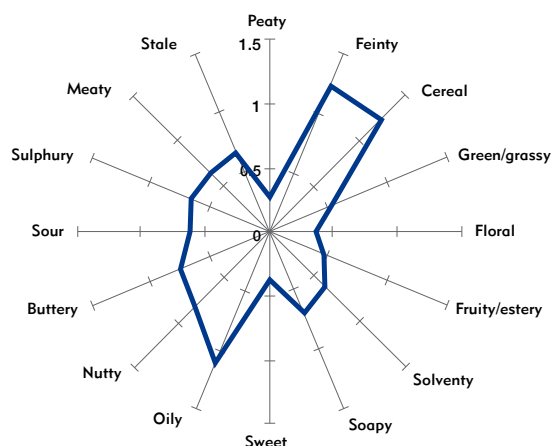 Peaty
1.5
Stale
Feinty
Meaty
Cereal
1
Sulphury
Green/grassy
0.5
Sour
0
Floral
Buttery
Fruity/estery
Nutty
Solventy
Oily
Soapy
Sweet